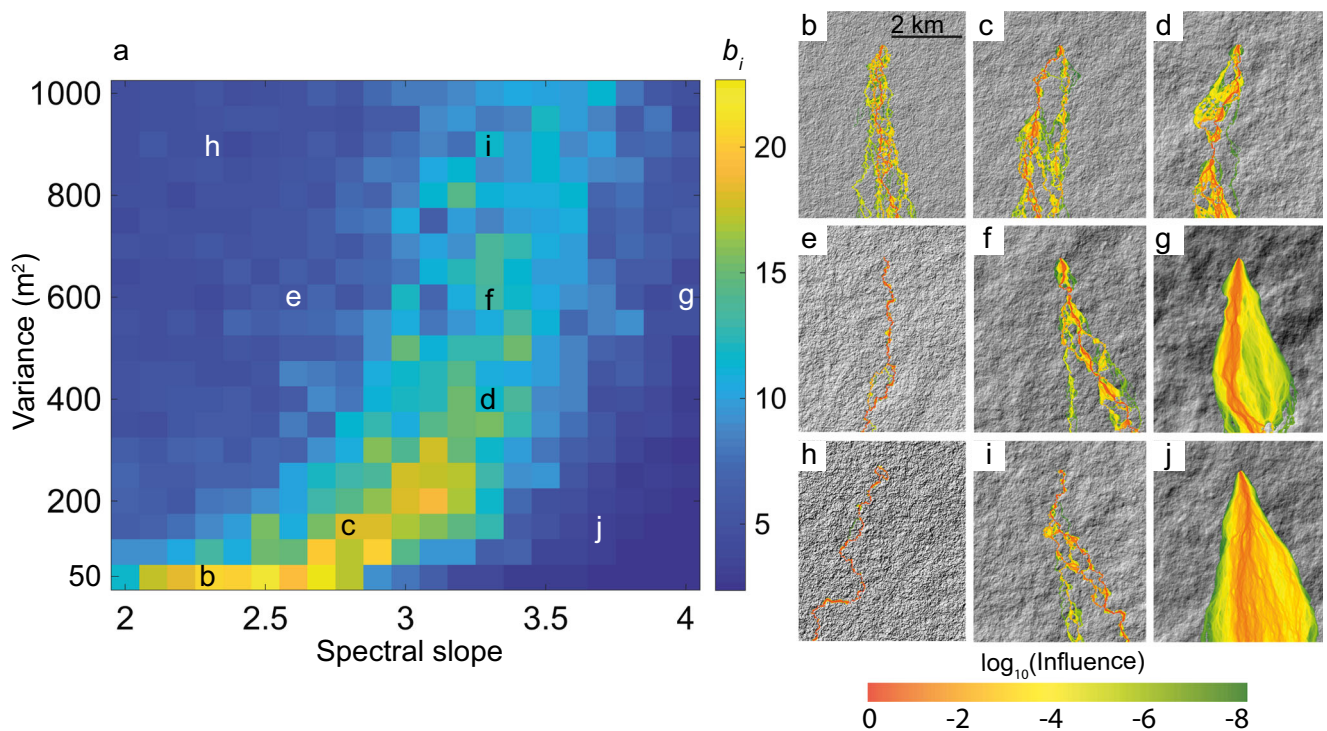 a
b_i
Variance (m²)
1000
800
600
400
200
50
2
2.5
3
3.5
4
Spectral slope
h
i
e
f
g
d
c
j
b
20
15
10
5
b
2 km
c
d
e
f
g
h
i
j
log₁₀(Influence)
0 -2 -4 -6 -8